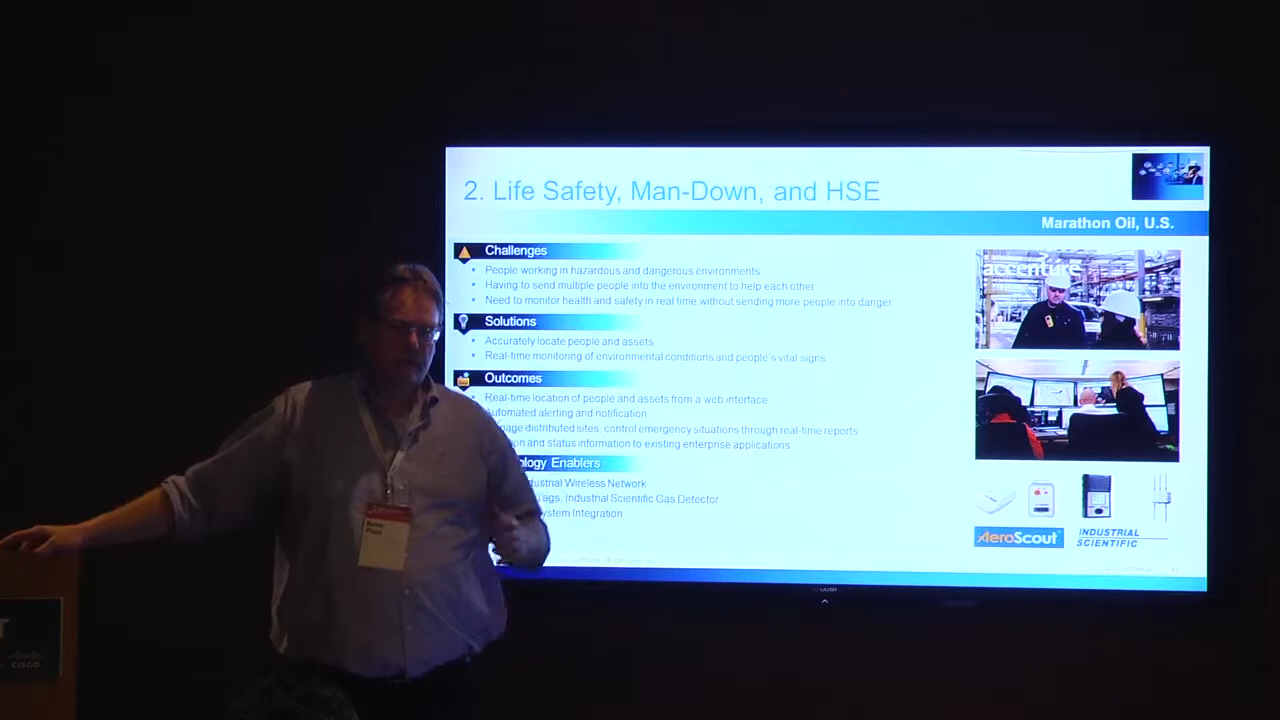 2. Life Safety, Man-Down, and HSE
Marathon Oil, U.S.
Challenges
People working in hazardous and dangerous environments
Having to send multiple people into the environment to help each other
Need to monitor health and safety in real time without sending more people into danger
Solutions
Accurately locate people and assets
Real-time monitoring of environmental conditions and people's vital signs
Outcomes
Real-time location of people and assets from a web interface
Automated alerting and notification
distributed sites, control emergency situations through real-time reports
and status information to existing enterprise applications
Enablers
Wireless Network
Tags, Industrial Scientific Gas Detector
Integration
accenture
AeroScout
INDUSTRIAL
SCIENTIFIC
SHARP
CISCO